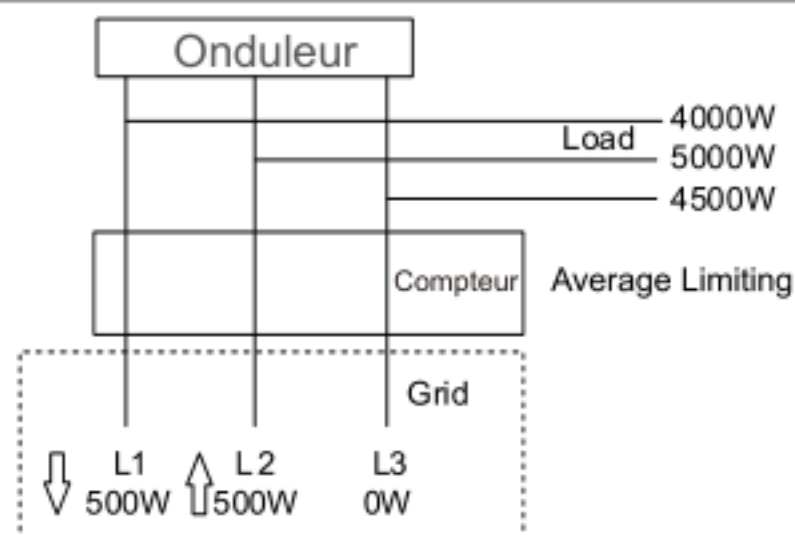 Onduleur
4000W
Load
5000W
4500W
Compteur
Average Limiting
Grid
L1 L2 L3
500W 500W 0W